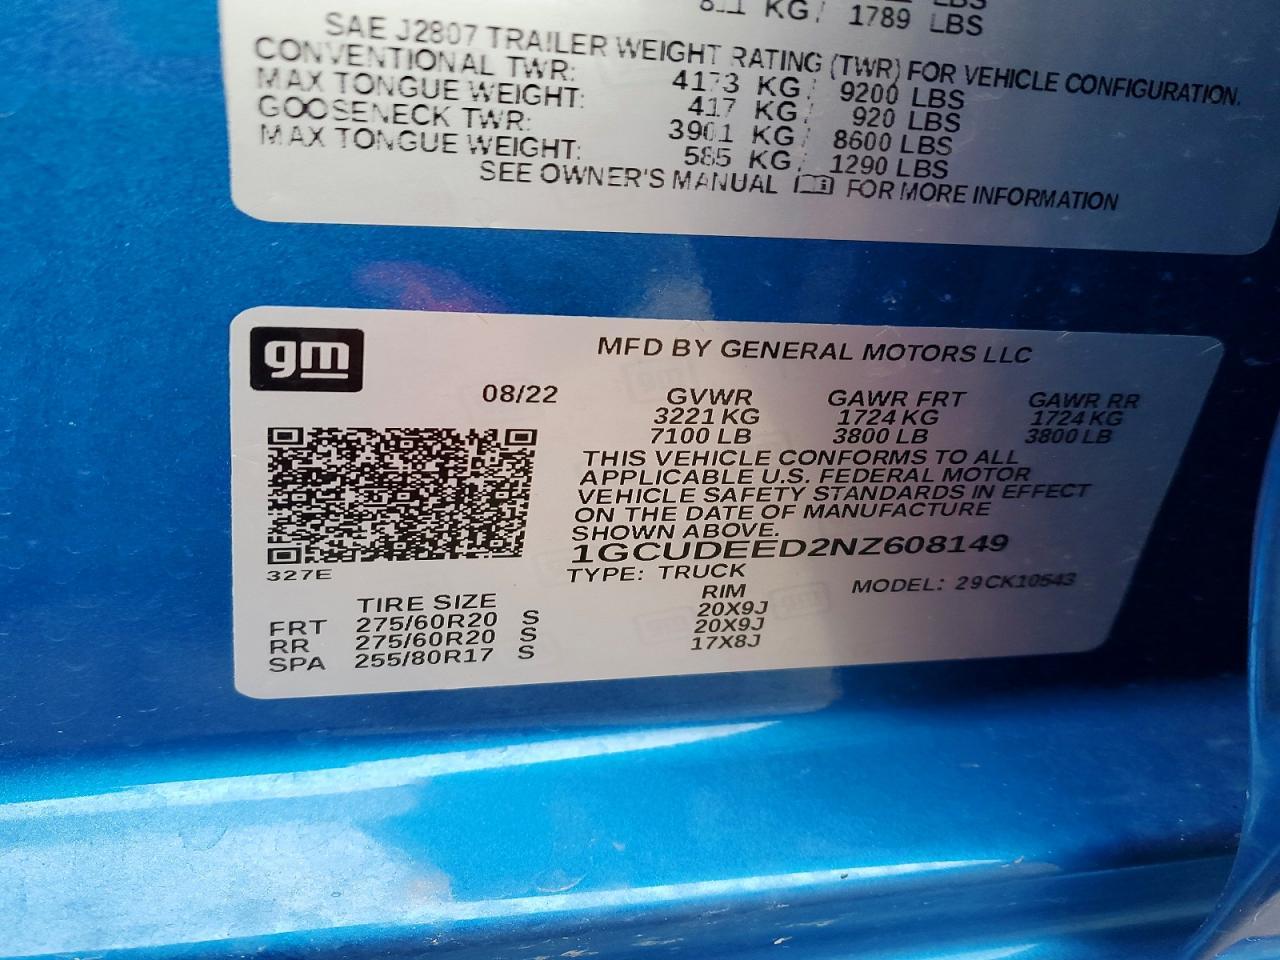 KG/ 1789 LBS
SAE J2807 TRAILER WEIGHT RATING (TWR) FOR VEHICLE CONFIGURATION.
CONVENTIONAL TWR: 4173 KG/ 9200 LBS
MAX TONGUE WEIGHT: 417 KG/ 920 LBS
GOOSENECK TWR: 3901 KG/ 8600 LBS
MAX TONGUE WEIGHT: 585 KG/ 1290 LBS
SEE OWNER'S MANUAL FOR MORE INFORMATION
gm
MFD BY GENERAL MOTORS LLC
08/22 GVWR GAWR FRT GAWR RR
3221 KG 1724 KG 1724 KG
7100 LB 3800 LB 3800 LB
THIS VEHICLE CONFORMS TO ALL
APPLICABLE U.S. FEDERAL MOTOR
VEHICLE SAFETY STANDARDS IN EFFECT
ON THE DATE OF MANUFACTURE
SHOWN ABOVE.
1GCUDEED2NZ608149
327E
TYPE: TRUCK MODEL: 29CK10543
TIRE SIZE RIM
FRT 275/60R20 S 20X9J
RR 275/60R20 S 20X9J
SPA 255/80R17 S 17X8J